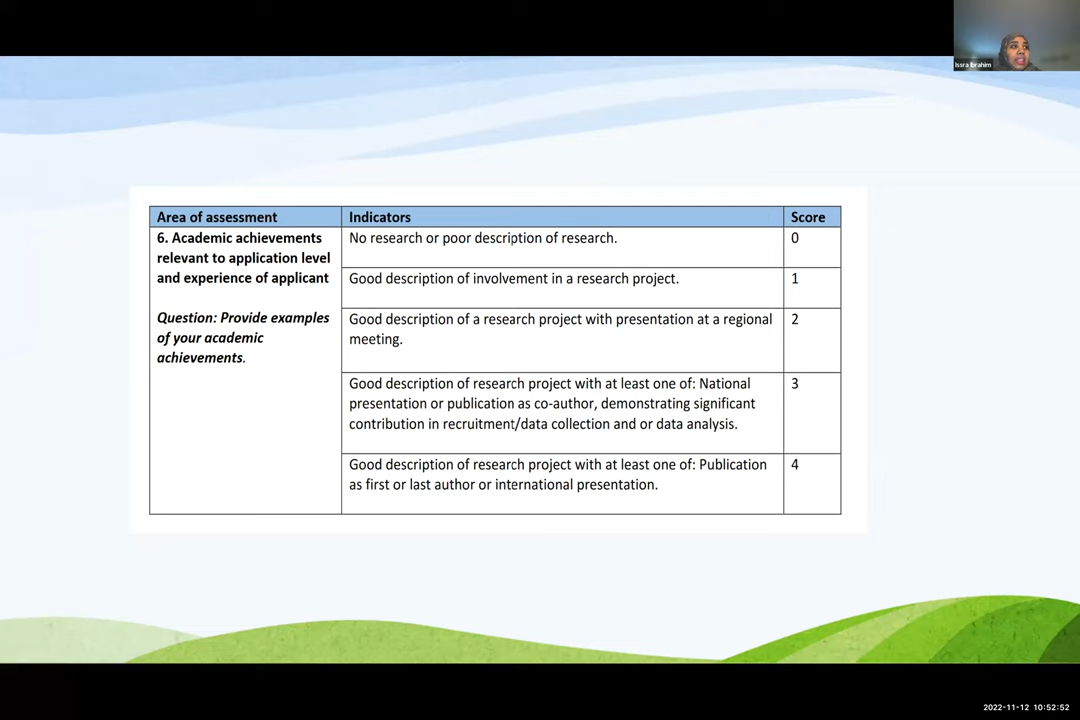 Issra Ibrahim
Area of assessment
Indicators
Score
6. Academic achievements
relevant to application level
and experience of applicant
Question: Provide examples
of your academic
achievements.
No research or poor description of research.
0
Good description of involvement in a research project.
1
Good description of a research project with presentation at a regional
meeting.
2
Good description of research project with at least one of: National
presentation or publication as co-author, demonstrating significant
contribution in recruitment/data collection and or data analysis.
3
Good description of research project with at least one of: Publication
as first or last author or international presentation.
4
2022-11-12 10:52:52